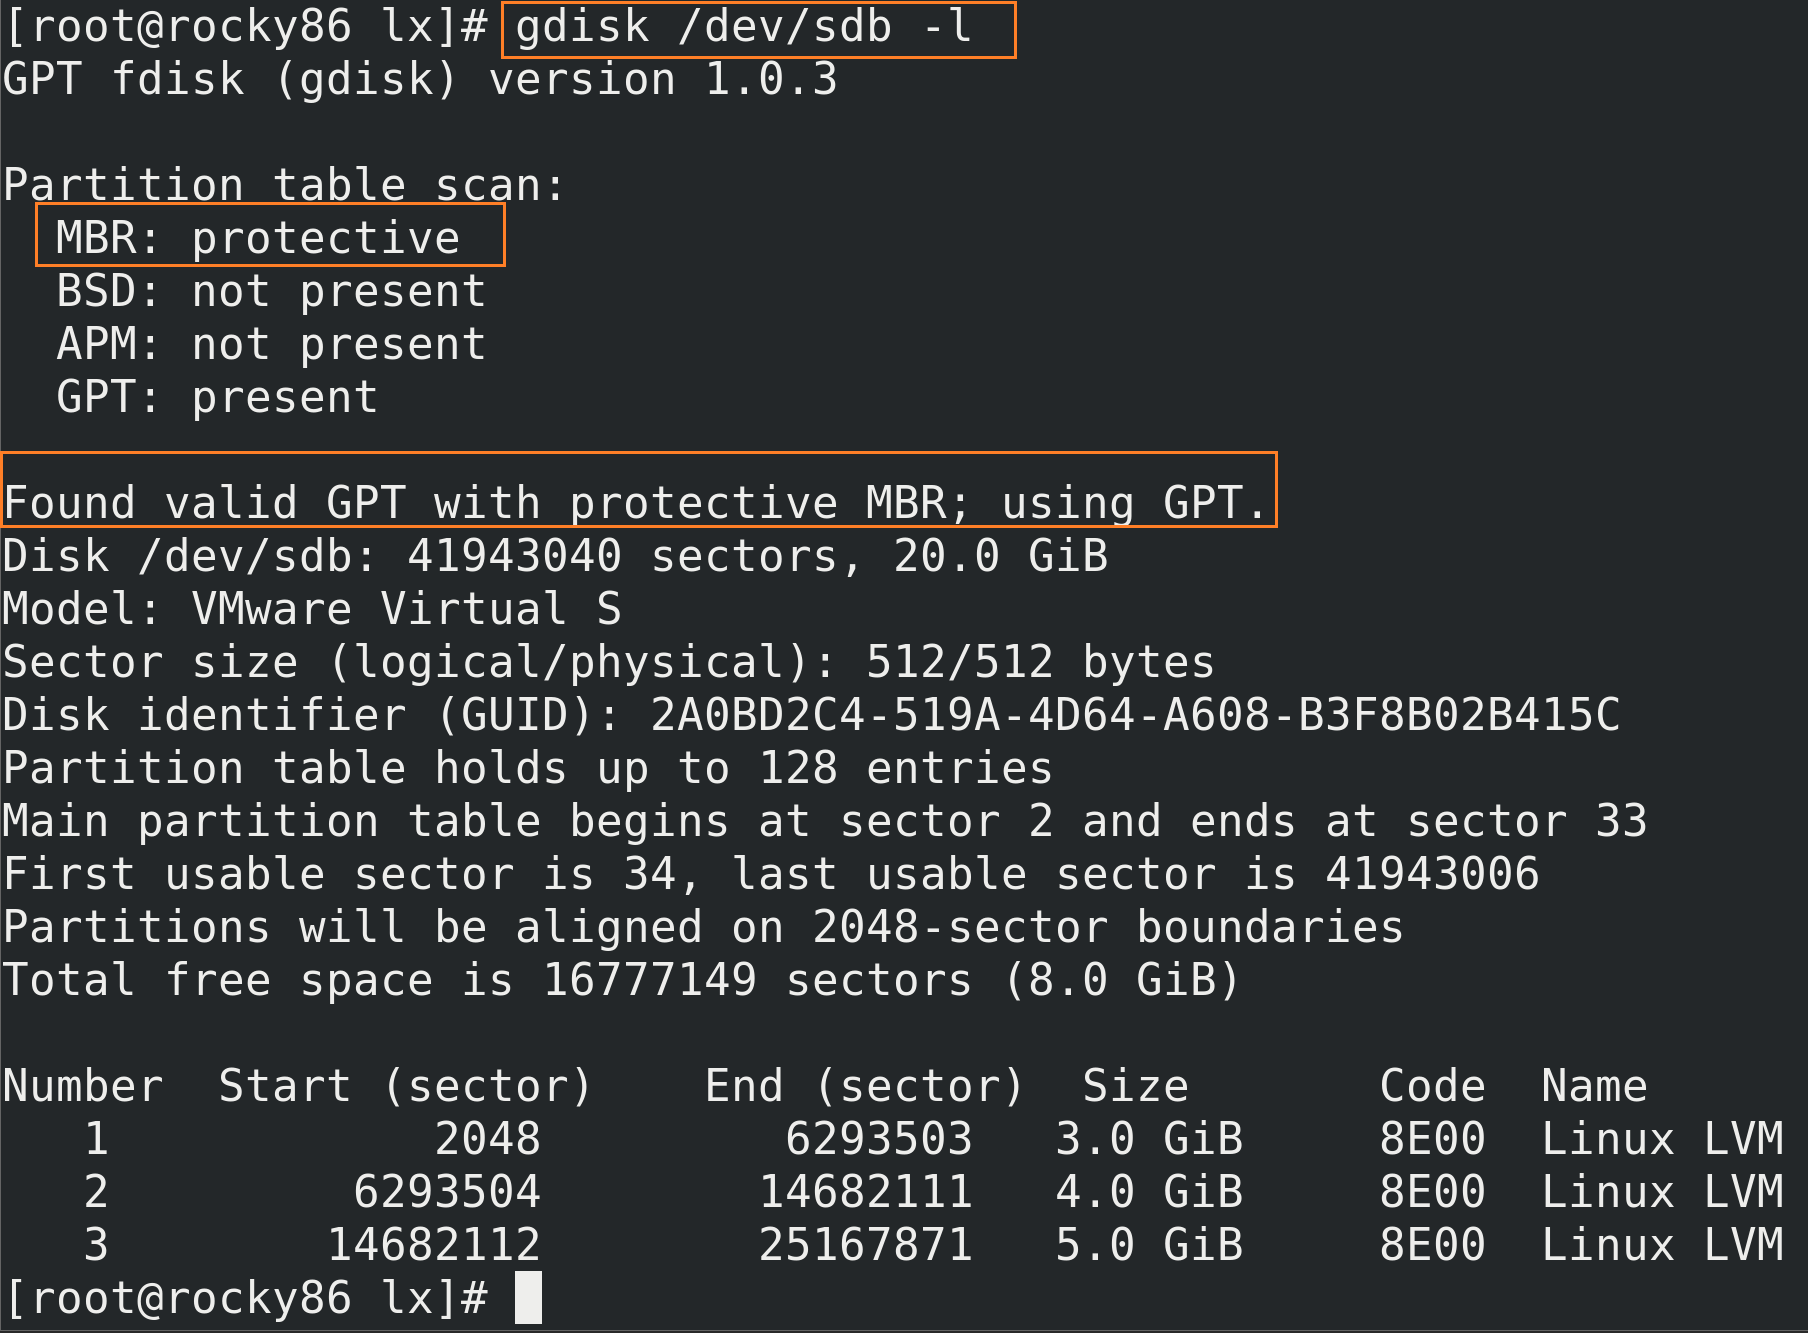 [root@rocky86 lx]# gdisk /dev/sdb -l
GPT fdisk (gdisk) version 1.0.3
Partition table scan:
  MBR: protective
  BSD: not present
  APM: not present
  GPT: present
Found valid GPT with protective MBR; using GPT.
Disk /dev/sdb: 41943040 sectors, 20.0 GiB
Model: VMware Virtual S
Sector size (logical/physical): 512/512 bytes
Disk identifier (GUID): 2A0BD2C4-519A-4D64-A608-B3F8B02B415C
Partition table holds up to 128 entries
Main partition table begins at sector 2 and ends at sector 33
First usable sector is 34, last usable sector is 41943006
Partitions will be aligned on 2048-sector boundaries
Total free space is 16777149 sectors (8.0 GiB)
Number  Start (sector)    End (sector)  Size       Code  Name
   1            2048         6293503   3.0 GiB     8E00  Linux LVM
   2         6293504        14682111   4.0 GiB     8E00  Linux LVM
   3        14682112        25167871   5.0 GiB     8E00  Linux LVM
[root@rocky86 lx]#